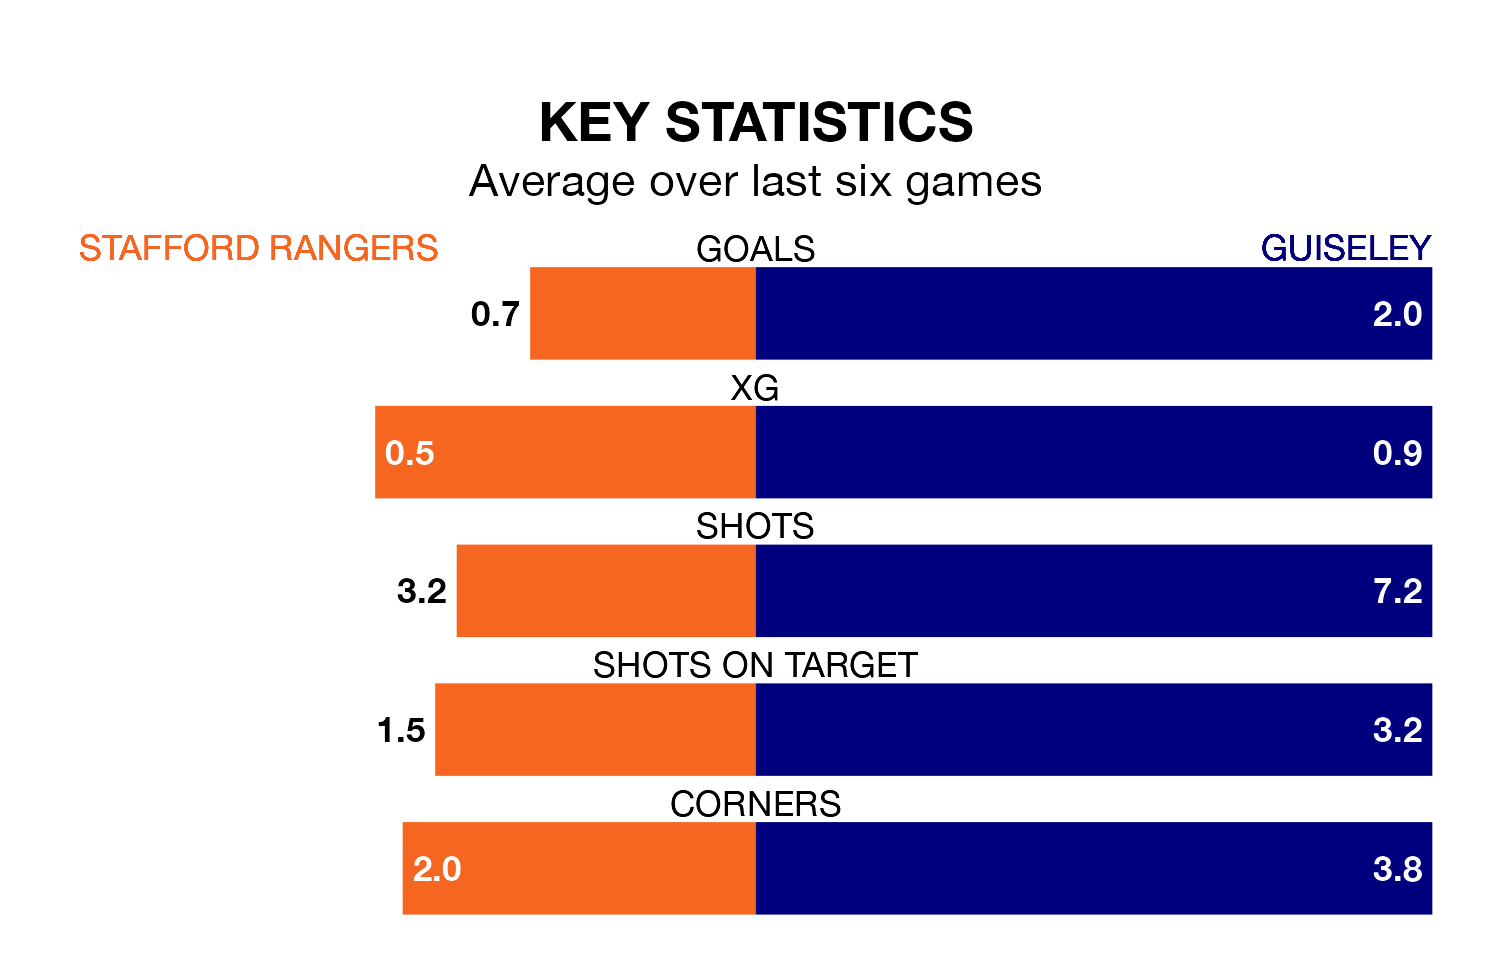 KEY STATISTICS
Average over last six games
STAFFORD RANGERS GOALS GUISELEY
0.7 2.0
XG
0.5 0.9
SHOTS
3.2 7.2
SHOTS ON TARGET
1.5 3.2
CORNERS
2.0 3.8